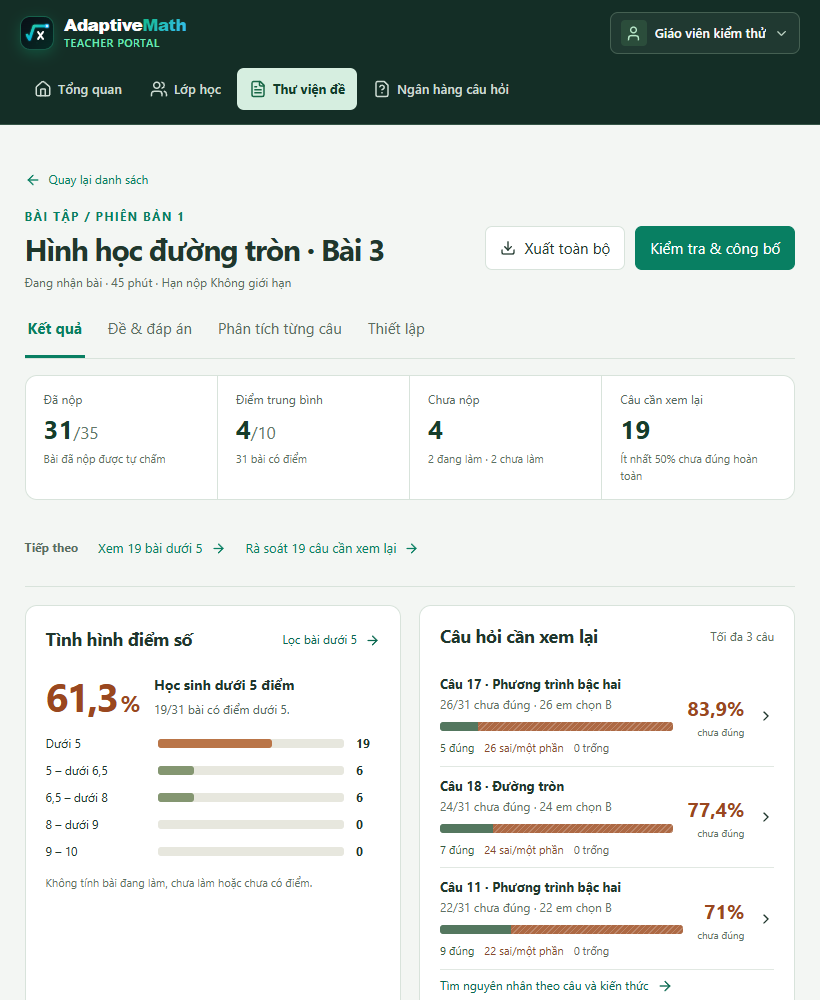 AdaptiveMath
TEACHER PORTAL
Giáo viên kiểm thử
Tổng quan
Lớp học
Thư viện đề
Ngân hàng câu hỏi
Quay lại danh sách
BÀI TẬP / PHIÊN BẢN 1
Hình học đường tròn · Bài 3
Đang nhận bài · 45 phút · Hạn nộp Không giới hạn
Xuất toàn bộ
Kiểm tra & công bố
Kết quả
Đề & đáp án
Phân tích từng câu
Thiết lập
Đã nộp
31/35
Bài đã nộp được tự chấm
Điểm trung bình
4/10
31 bài có điểm
Chưa nộp
4
2 đang làm · 2 chưa làm
Câu cần xem lại
19
Ít nhất 50% chưa đúng hoàn
toàn
Tiếp theo
Xem 19 bài dưới 5 →
Rà soát 19 câu cần xem lại →
Tình hình điểm số
Lọc bài dưới 5 →
61,3%
Học sinh dưới 5 điểm
19/31 bài có điểm dưới 5.
Dưới 5 19
5 – dưới 6,5 6
6,5 – dưới 8 6
8 – dưới 9 0
9 – 10 0
Không tính bài đang làm, chưa làm hoặc chưa có điểm.
Câu hỏi cần xem lại
Tối đa 3 câu
Câu 17 · Phương trình bậc hai
26/31 chưa đúng · 26 em chọn B
83,9%
chưa đúng
5 đúng 26 sai/một phần 0 trống
Câu 18 · Đường tròn
24/31 chưa đúng · 24 em chọn B
77,4%
chưa đúng
7 đúng 24 sai/một phần 0 trống
Câu 11 · Phương trình bậc hai
22/31 chưa đúng · 22 em chọn B
71%
chưa đúng
9 đúng 22 sai/một phần 0 trống
Tìm nguyên nhân theo câu và kiến thức →